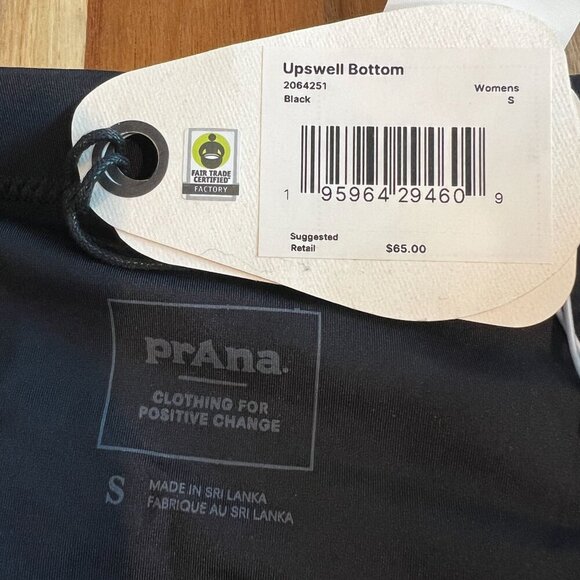 Upswell Bottom
2064251
Black
Womens
S
1 95964 29460 9
Suggested
Retail
$65.00
FAIR TRADE
CERTIFIED
FACTORY
prAna.
CLOTHING FOR
POSITIVE CHANGE
S
MADE IN SRI LANKA
FABRIQUE AU SRI LANKA